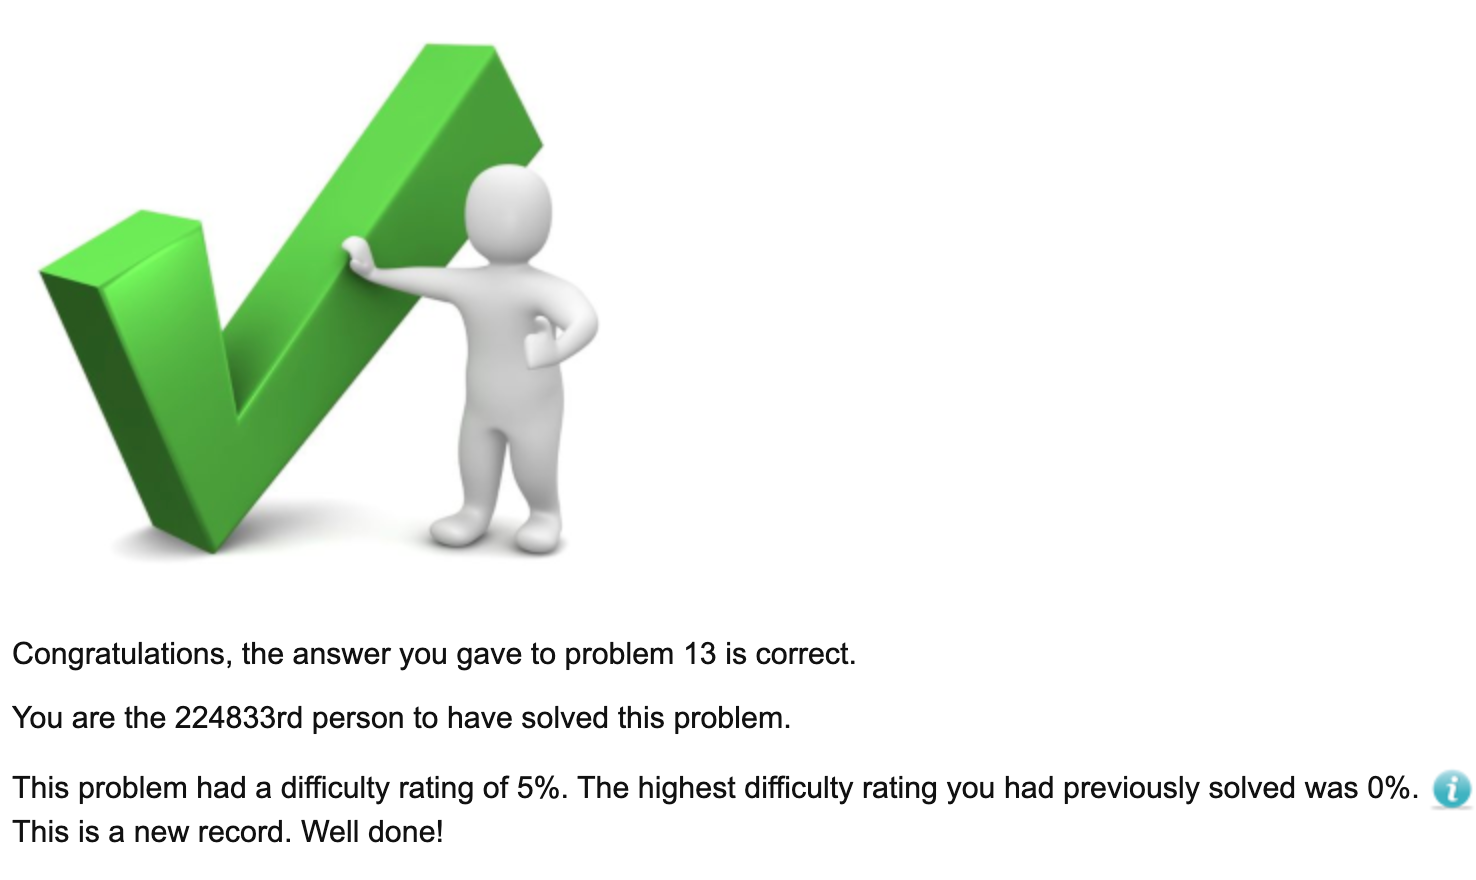 Congratulations, the answer you gave to problem 13 is correct.
You are the 224833rd person to have solved this problem.
This problem had a difficulty rating of 5%. The highest difficulty rating you had previously solved was 0%. i
This is a new record. Well done!